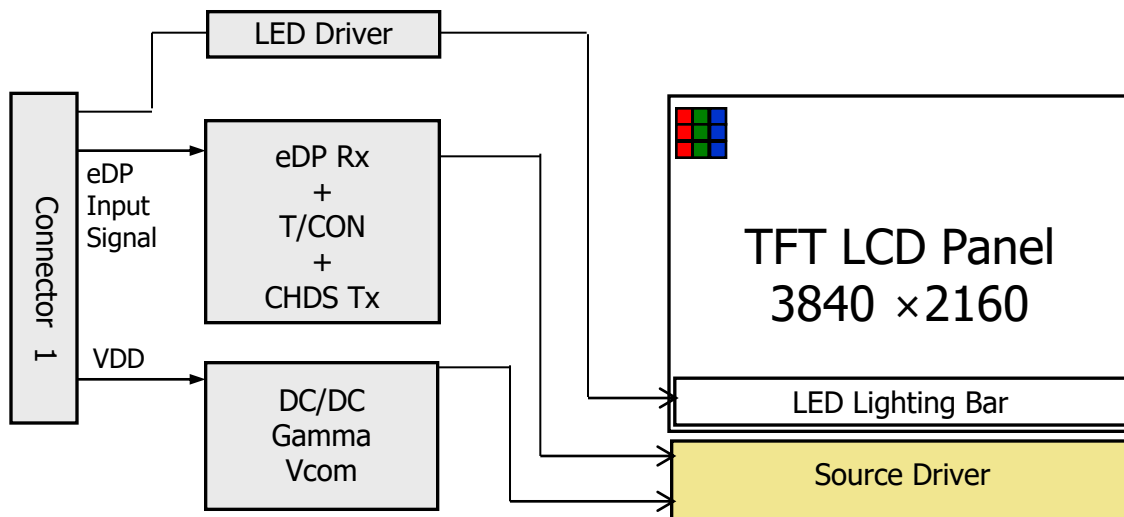 LED Driver
Connector 1
eDP
Input
Signal
eDP Rx
+
T/CON
+
CHDS Tx
VDD
DC/DC
Gamma
Vcom
TFT LCD Panel
3840 ×2160
LED Lighting Bar
Source Driver